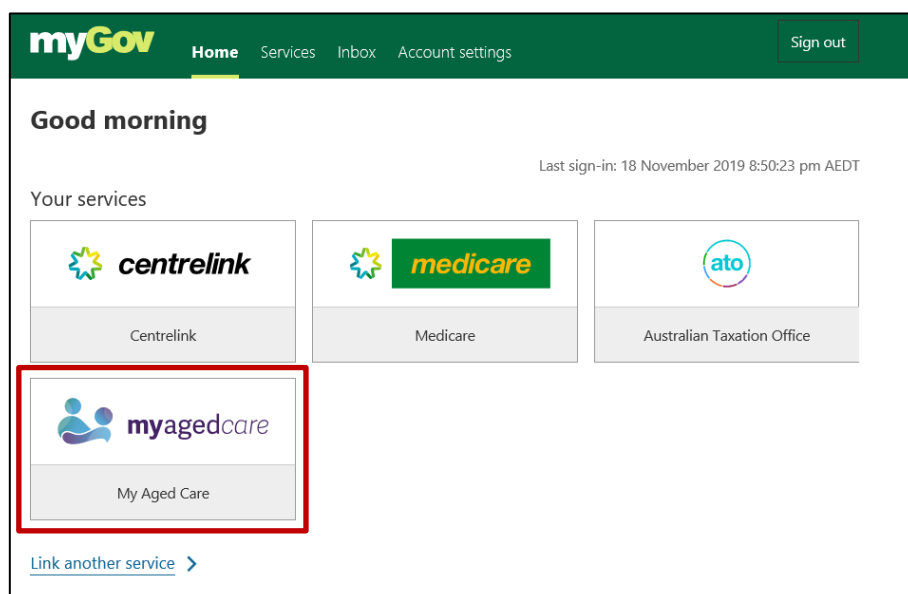 myGov
Home Services Inbox Account settings
Sign out
Good morning
Last sign-in: 18 November 2019 8:50:23 pm AEDT
Your services
centrelink
medicare
ato
Centrelink
Medicare
Australian Taxation Office
myagedcare
My Aged Care
Link another service